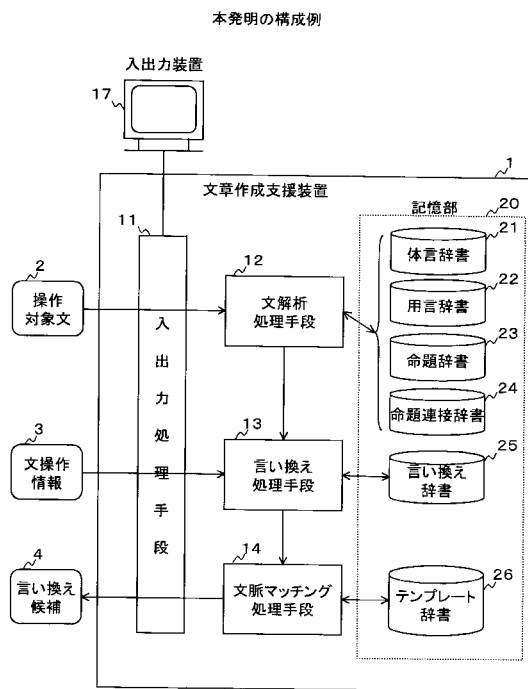 本発明の構成例
入出力装置
17
1
文章作成支援装置
記憶部
20
11
入出力処理手段
2
操作
対象文
12
文解析
処理手段
21
体言辞書
22
用言辞書
23
命題辞書
24
命題連接辞書
3
文操作
情報
13
言い換え
処理手段
25
言い換え
辞書
4
言い換え
候補
14
文脈マッチング
処理手段
26
テンプレート
辞書